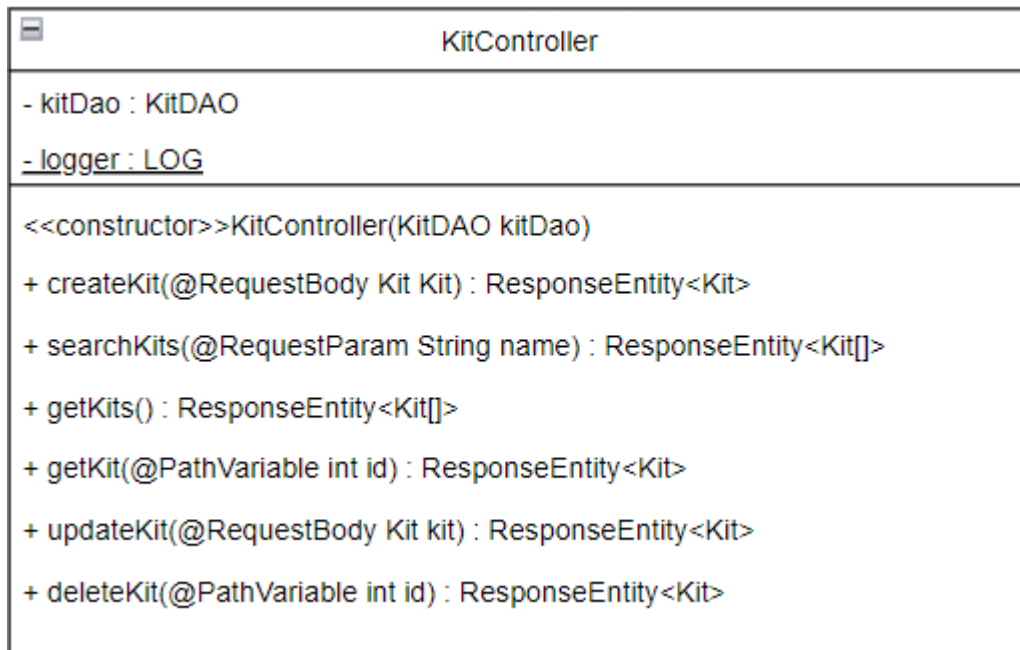 KitController
- kitDao : KitDAO
- logger : LOG
<<constructor>>KitController(KitDAO kitDao)
+ createKit(@RequestBody Kit Kit) : ResponseEntity<Kit>
+ searchKits(@RequestParam String name) : ResponseEntity<Kit[]>
+ getKits() : ResponseEntity<Kit[]>
+ getKit(@PathVariable int id) : ResponseEntity<Kit>
+ updateKit(@RequestBody Kit kit) : ResponseEntity<Kit>
+ deleteKit(@PathVariable int id) : ResponseEntity<Kit>